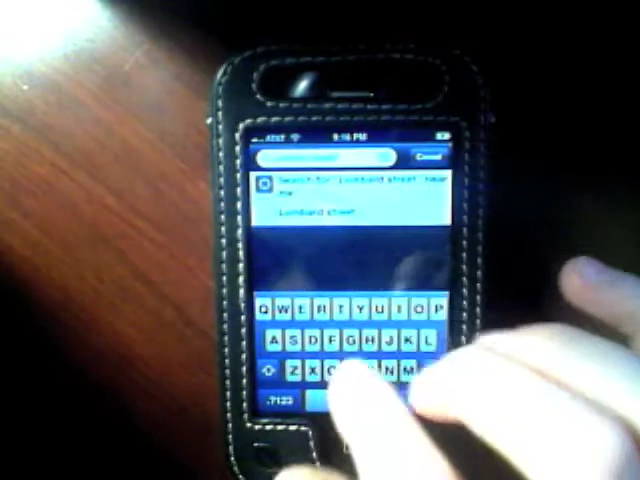 AT&T 9:16 PM
Cancel
Search for "Lombard street" near
me
Lombard street
Q W E R T Y U I O P
A S D F G H J K L
Z X C N M
.?123